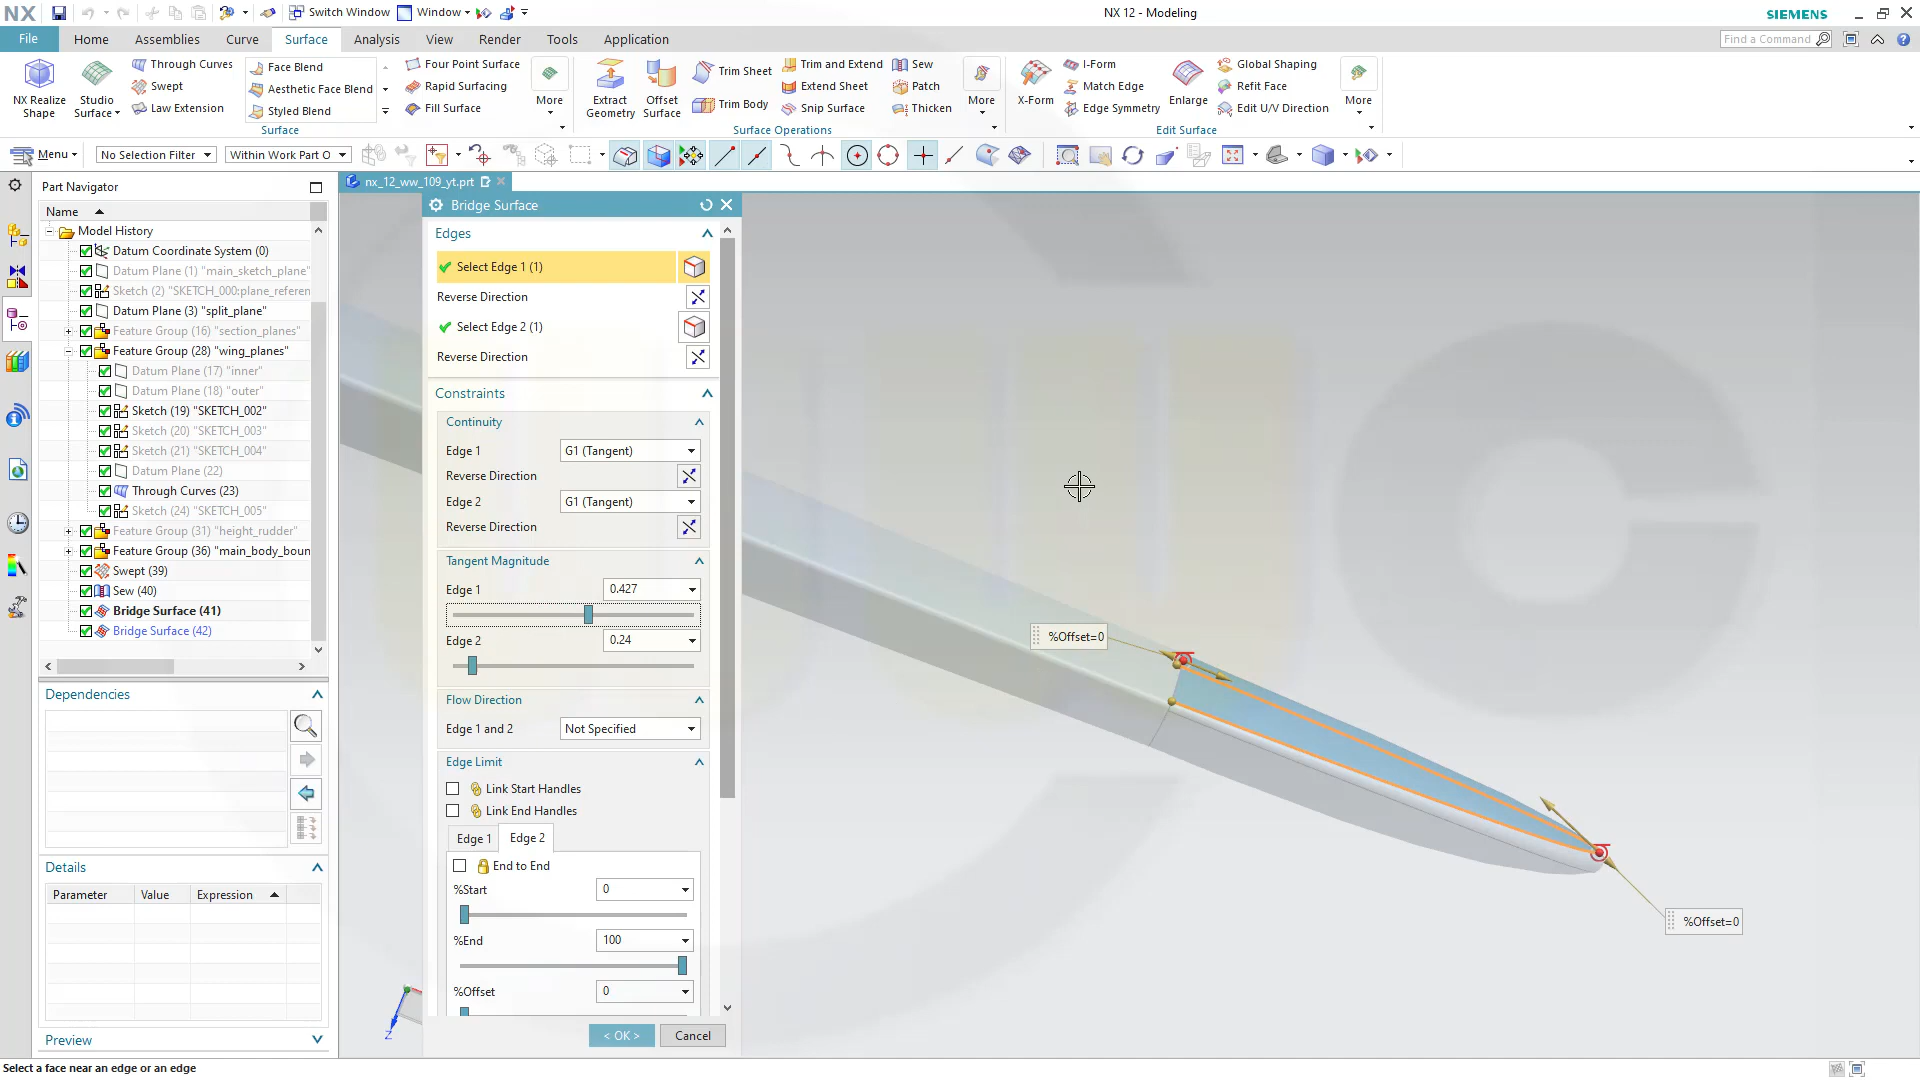 NX
Switch Window
Window
NX 12 - Modeling
SIEMENS
File
Home
Assemblies
Curve
Surface
Analysis
View
Render
Tools
Application
Find a Command
NX Realize
Shape
Studio
Surface
Through Curves
Swept
Law Extension
Face Blend
Aesthetic Face Blend
Styled Blend
Four Point Surface
Rapid Surfacing
Fill Surface
More
Surface
Extract
Geometry
Offset
Surface
Trim Sheet
Trim Body
Trim and Extend
Extend Sheet
Snip Surface
Sew
Patch
Thicken
More
Surface Operations
X-Form
I-Form
Match Edge
Edge Symmetry
Enlarge
Global Shaping
Refit Face
Edit U/V Direction
More
Edit Surface
Menu
No Selection Filter
Within Work Part O
Part Navigator
nx_12_ww_109_yt.prt
Name
Model History
Datum Coordinate System (0)
Datum Plane (1) "main_sketch_plane"
Sketch (2) "SKETCH_000:plane_referen
Datum Plane (3) "split_plane"
Feature Group (16) "section_planes"
Feature Group (28) "wing_planes"
Datum Plane (17) "inner"
Datum Plane (18) "outer"
Sketch (19) "SKETCH_002"
Sketch (20) "SKETCH_003"
Sketch (21) "SKETCH_004"
Datum Plane (22)
Through Curves (23)
Sketch (24) "SKETCH_005"
Feature Group (31) "height_rudder"
Feature Group (36) "main_body_boun
Swept (39)
Sew (40)
Bridge Surface (41)
Bridge Surface (42)
Dependencies
Details
Parameter
Value
Expression
Preview
Bridge Surface
Edges
Select Edge 1 (1)
Reverse Direction
Select Edge 2 (1)
Reverse Direction
Constraints
Continuity
Edge 1
G1 (Tangent)
Reverse Direction
Edge 2
G1 (Tangent)
Reverse Direction
Tangent Magnitude
Edge 1
0.427
Edge 2
0.24
Flow Direction
Edge 1 and 2
Not Specified
Edge Limit
Link Start Handles
Link End Handles
Edge 1
Edge 2
End to End
%Start
0
%End
100
%Offset
0
< OK >
Cancel
%Offset=0
%Offset=0
Z
Select a face near an edge or an edge